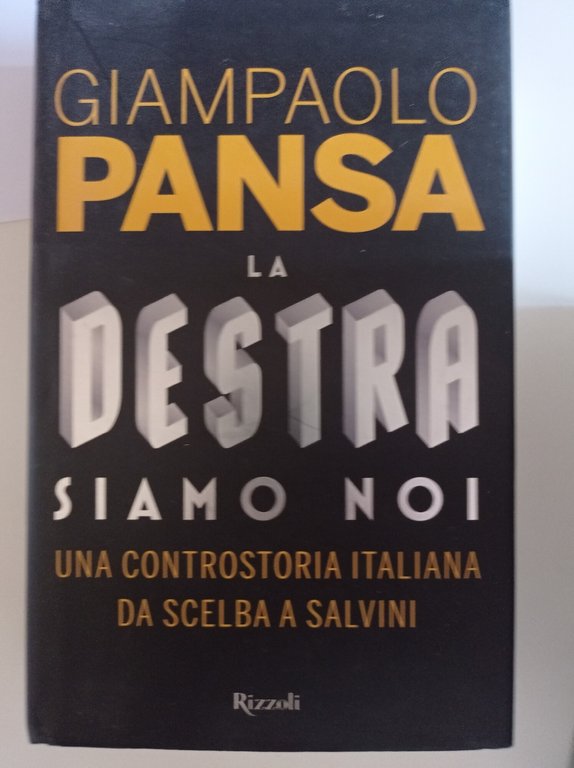 GIAMPAOLO
PANSA
LA
DESTRA
SIAMO NOI
UNA CONTROSTORIA ITALIANA
DA SCELBA A SALVINI
Rizzoli